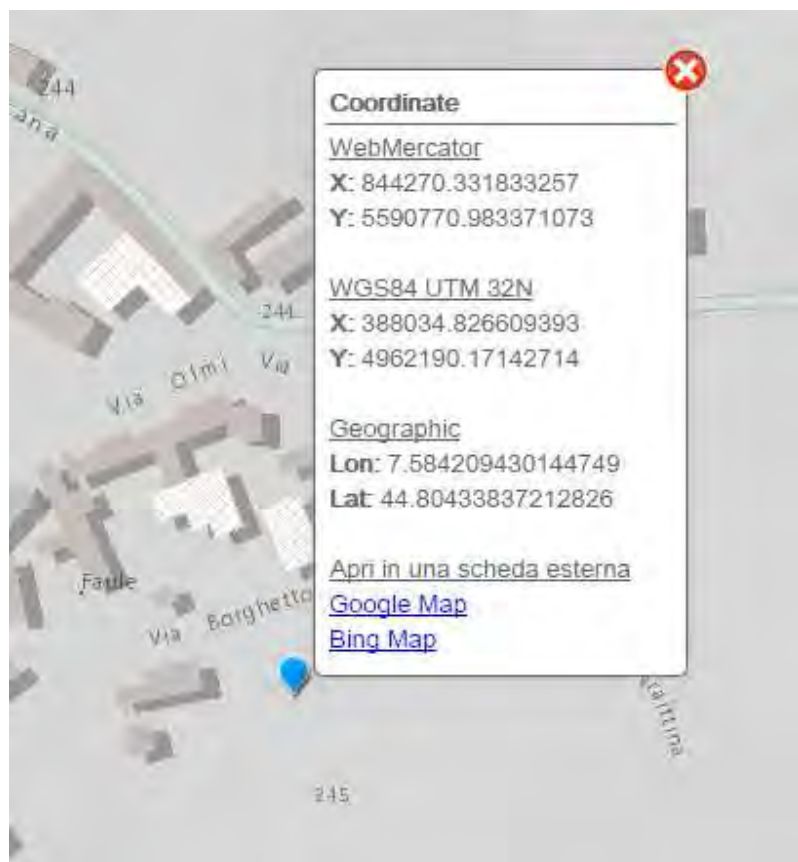 244
ana
Coordinate
WebMercator
X: 844270.331833257
Y: 5590770.983371073
WGS84 UTM 32N
X: 388034.826609393
Y: 4962190.17142714
Geographic
Lon: 7.584209430144749
Lat: 44.80433837212826
Apri in una scheda esterna
Google Map
Bing Map
244
Via Olmi Via
Faule
Via Borghetto
245